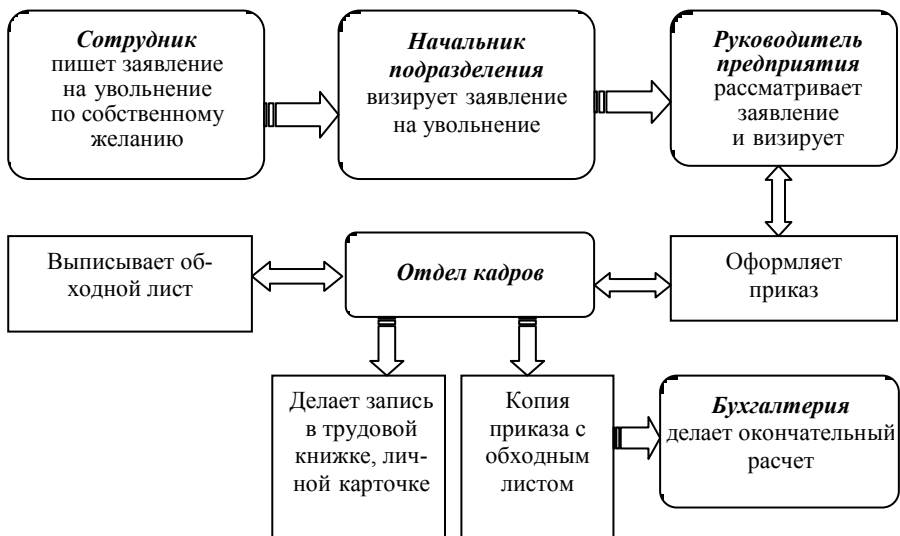 Сотрудник
пишет заявление
на увольнение
по собственному
желанию
Начальник
подразделения
визирует заявление
на увольнение
Руководитель
предприятия
рассматривает
заявление
и визирует
Выписывает об-
ходной лист
Отдел кадров
Оформляет
приказ
Делает запись
в трудовой
книжке, лич-
ной карточке
Копия
приказа с
обходным
листом
Бухгалтерия
делает окончательный
расчет